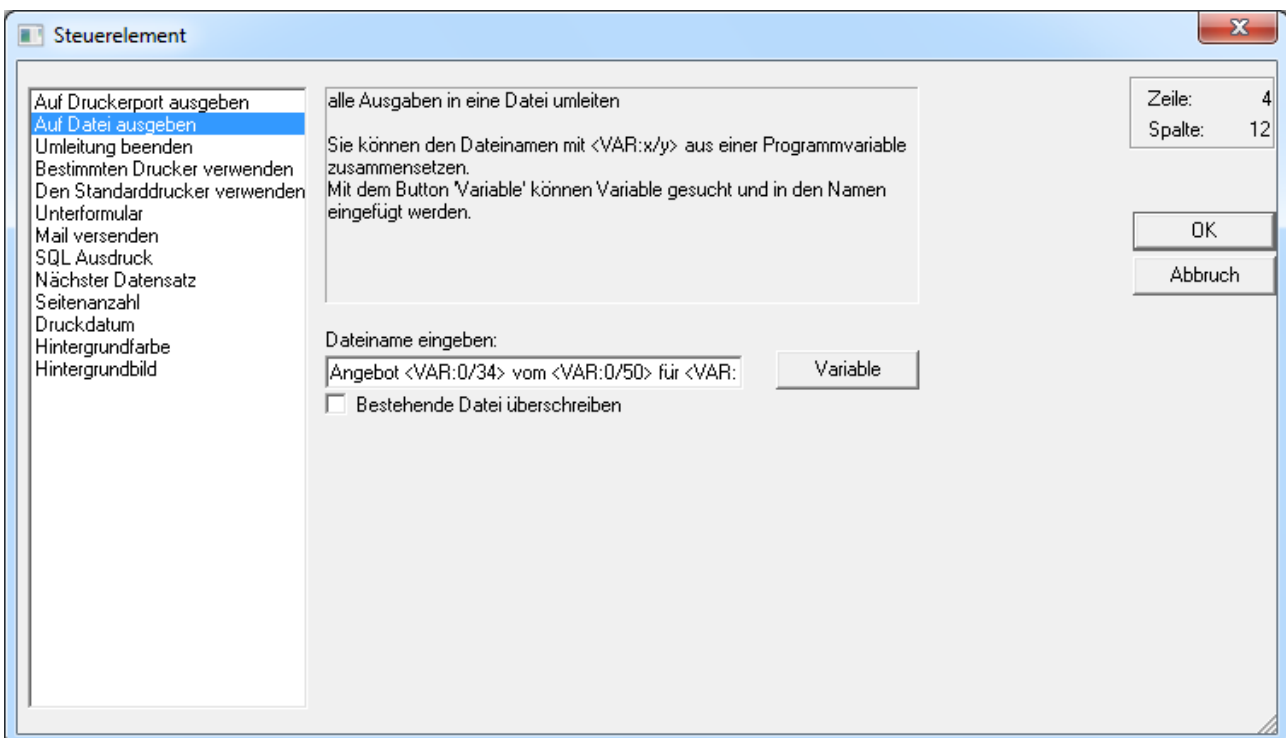 Steuerelement
Auf Druckerport ausgeben
Auf Datei ausgeben
Umleitung beenden
Bestimmten Drucker verwenden
Den Standarddrucker verwenden
Unterformular
Mail versenden
SQL Ausdruck
Nächster Datensatz
Seitenanzahl
Druckdatum
Hintergrundfarbe
Hintergrundbild
alle Ausgaben in eine Datei umleiten
Sie können den Dateinamen mit <VAR:x/y> aus einer Programmvariable
zusammensetzen.
Mit dem Button 'Variable' können Variable gesucht und in den Namen
eingefügt werden.
Dateiname eingeben:
Angebot <VAR:0/34> vom <VAR:0/50> für <VAR:
Variable
Bestehende Datei überschreiben
Zeile: 4
Spalte: 12
OK
Abbruch